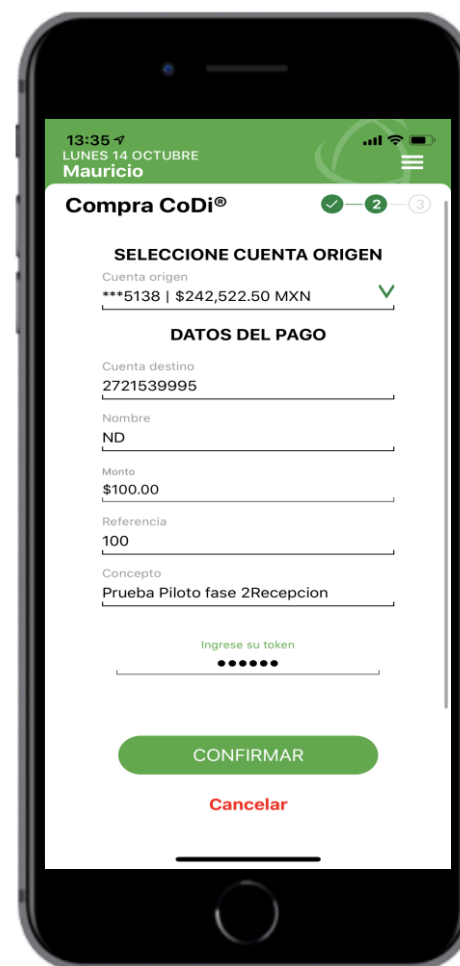 13:35
LUNES 14 OCTUBRE
Mauricio
Compra CoDi®
2
3
SELECCIONE CUENTA ORIGEN
Cuenta origen
***5138 | $242,522.50 MXN
DATOS DEL PAGO
Cuenta destino
2721539995
Nombre
ND
Monto
$100.00
Referencia
100
Concepto
Prueba Piloto fase 2Recepcion
Ingrese su token
••••••
CONFIRMAR
Cancelar